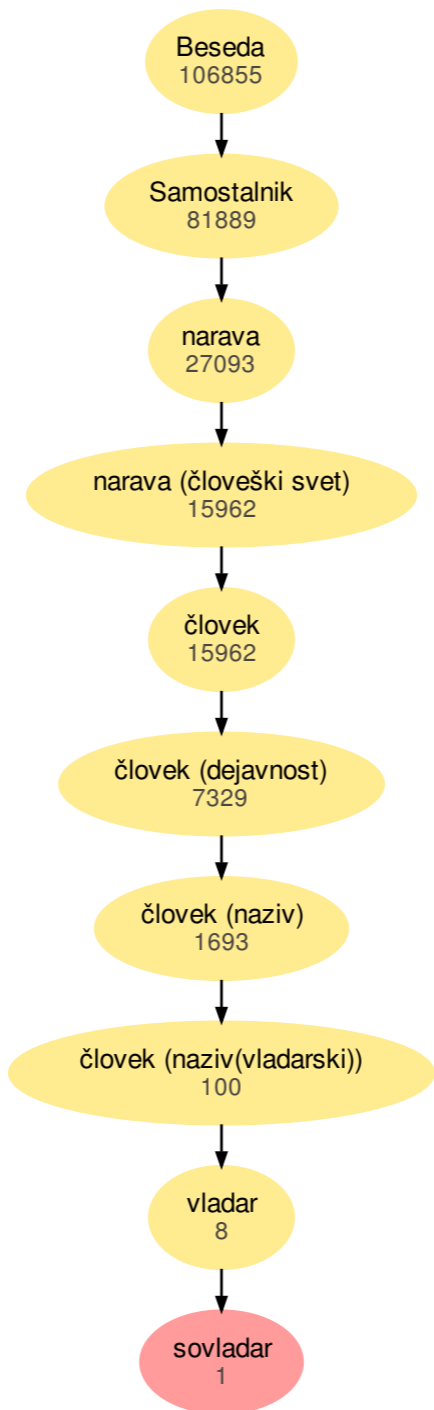 Beseda
106855
Samostalnik
81889
narava
27093
narava (človeški svet)
15962
človek
15962
človek (dejavnost)
7329
človek (naziv)
1693
človek (naziv(vladarski))
100
vladar
8
sovladar
1